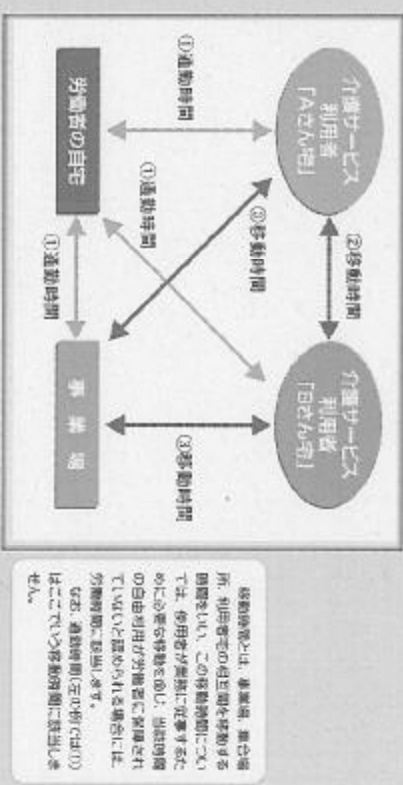 介護サービス
利用者
「Aさん宅」
②移動時間
介護サービス
利用者
「Bさん宅」
①通勤時間
①通勤時間
③移動時間
③移動時間
労働者の自宅
①通勤時間
事業場
移動時間とは、事業場、集合場
所、利用者宅の相互間を移動する
時間をいい、この移動時間につい
ては、使用者が業務に従事するた
めに必要な移動を命じ、当該時間
の自由利用が労働者に保障され
ていないと認められる場合には、
労働時間に該当します。
なお、通勤時間(左の例では①)
はここでいう移動時間に該当しま
せん。